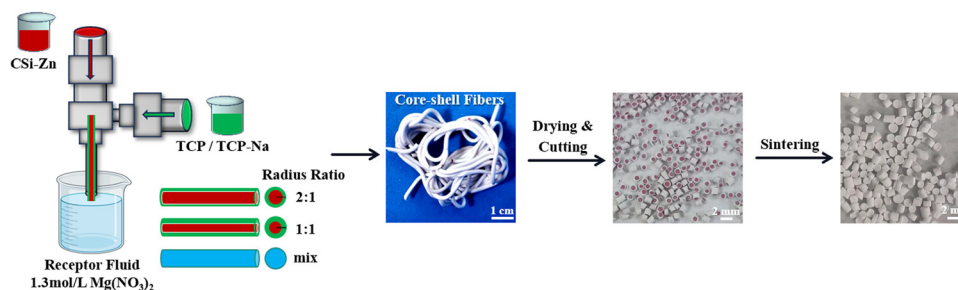 CSi-Zn
TCP / TCP-Na
Radius Ratio
2:1
1:1
mix
Receptor Fluid
1.3mol/L Mg(NO₃)₂
Core-shell Fibers
1 cm
Drying &
Cutting
2 mm
Sintering
2 m